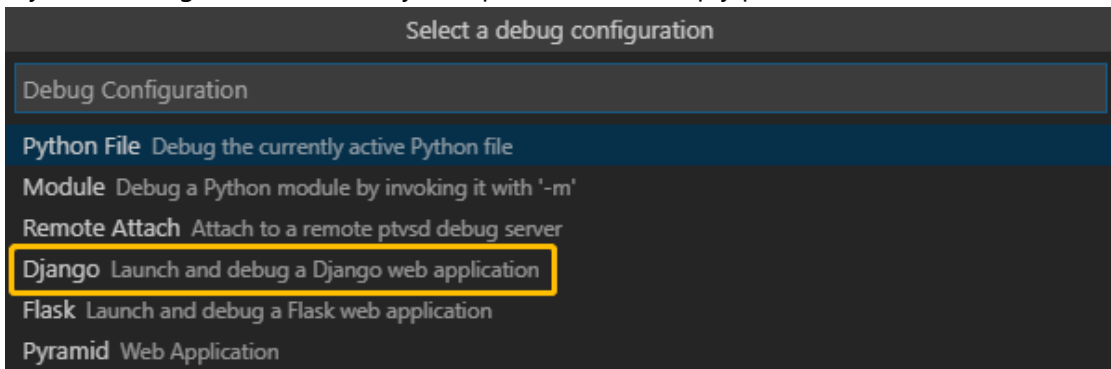 Select a debug configuration
Debug Configuration
Python File Debug the currently active Python file
Module Debug a Python module by invoking it with '-m'
Remote Attach Attach to a remote ptvsd debug server
Django Launch and debug a Django web application
Flask Launch and debug a Flask web application
Pyramid Web Application